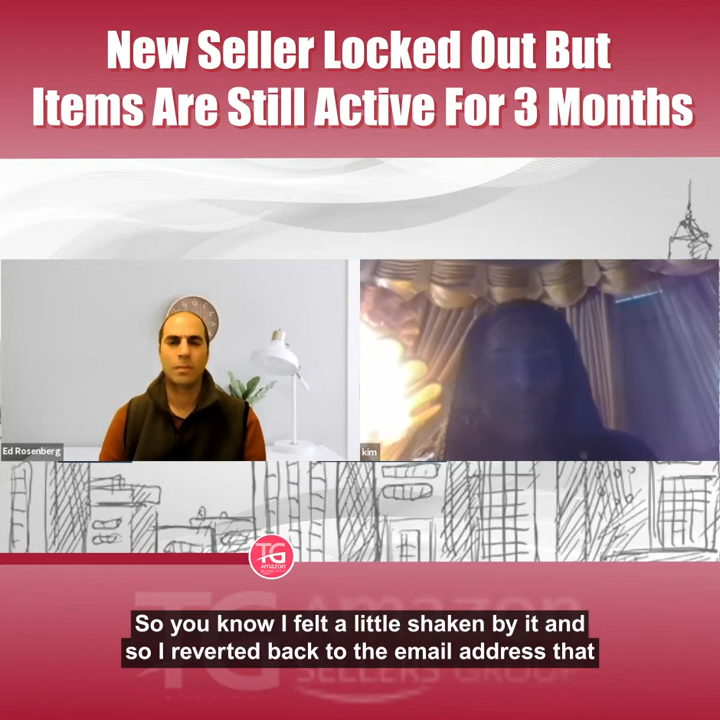 New Seller Locked Out But
Items Are Still Active For 3 Months
Ed Rosenberg
kim
TG
Amazon
So you know I felt a little shaken by it and
so I reverted back to the email address that
TG Amazon
SELLERS GROUP